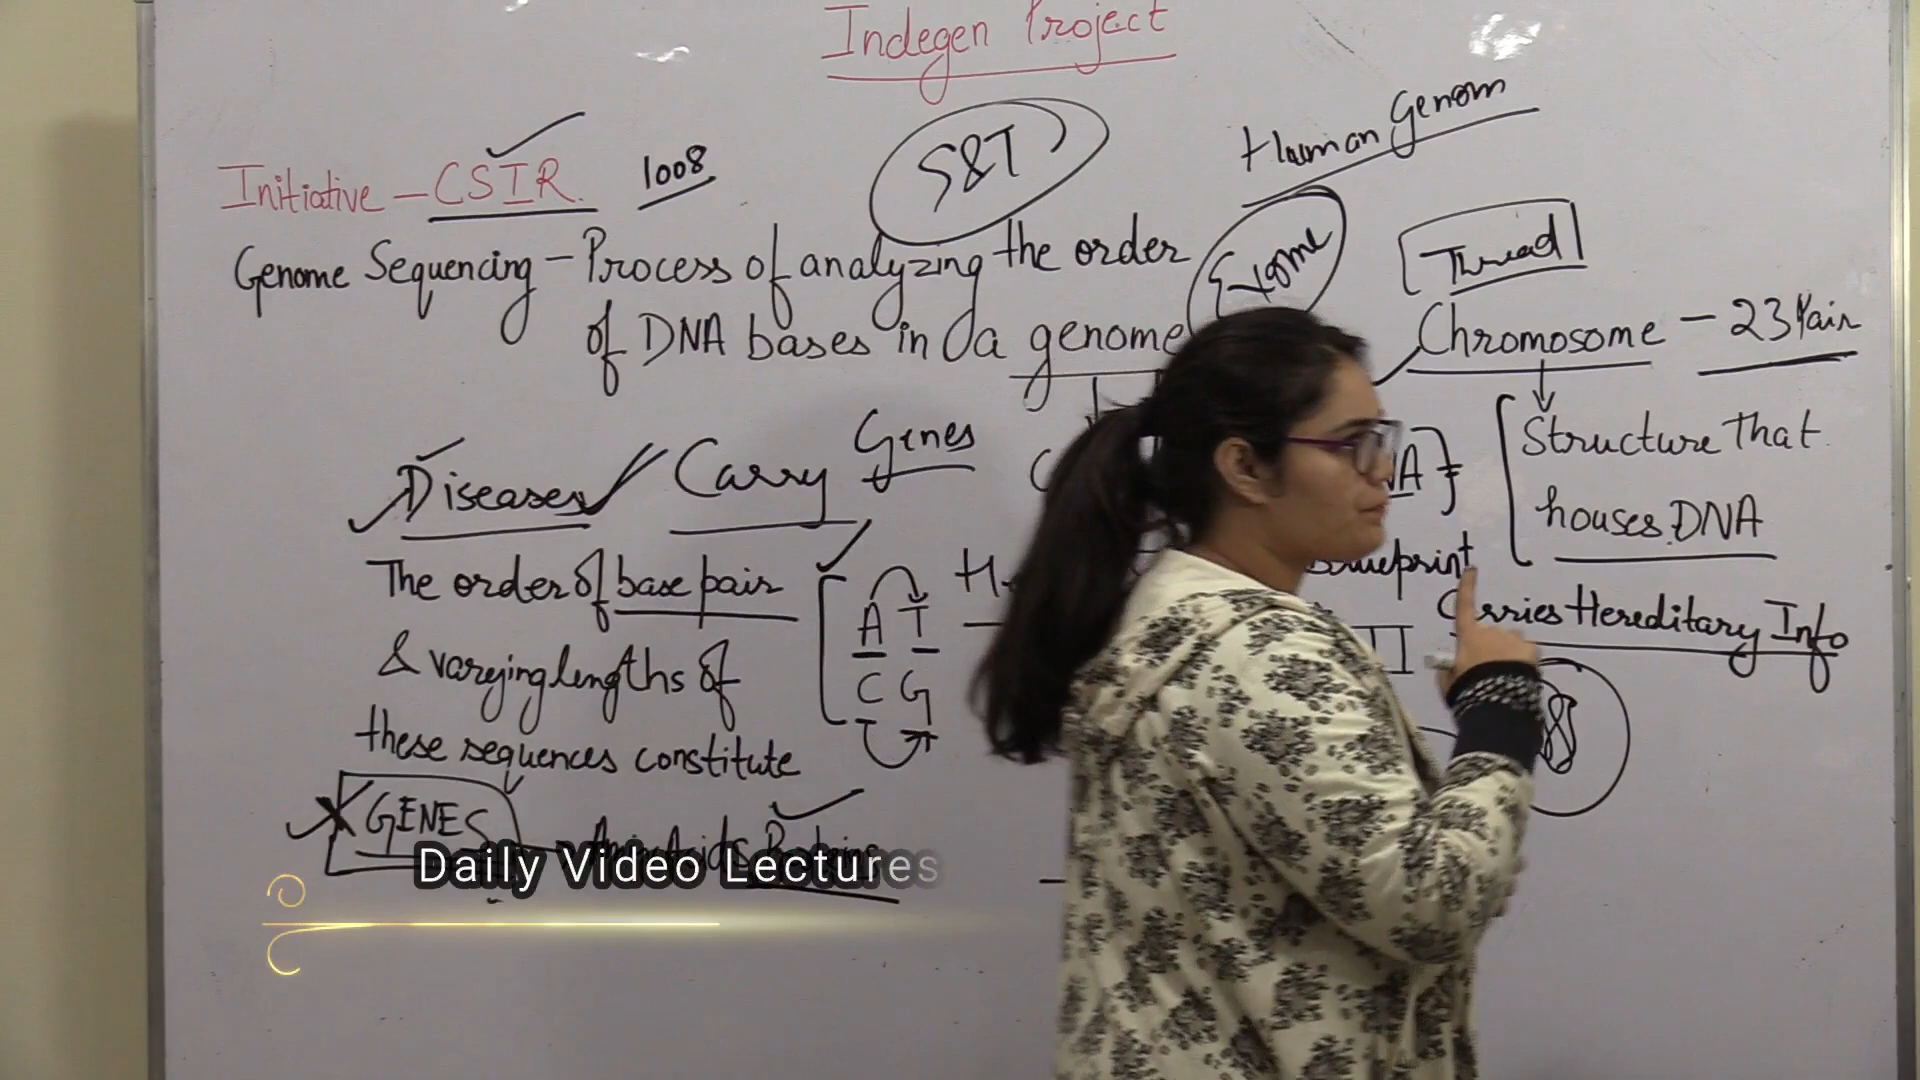 Indegen Project
Initiative - CSIR. 1008
S&T
Human Genom
Genome Sequencing - Process of analyzing the order
of DNA bases in a genome
Exome
Thread
Chromosome - 23 Pair
Structure That
houses DNA
Carries Hereditary Info
Diseases Carry Genes
The order of base pair
& varying lengths of
these sequences constitute
GENES
A T
C G
Blueprint
Daily Video Lectures